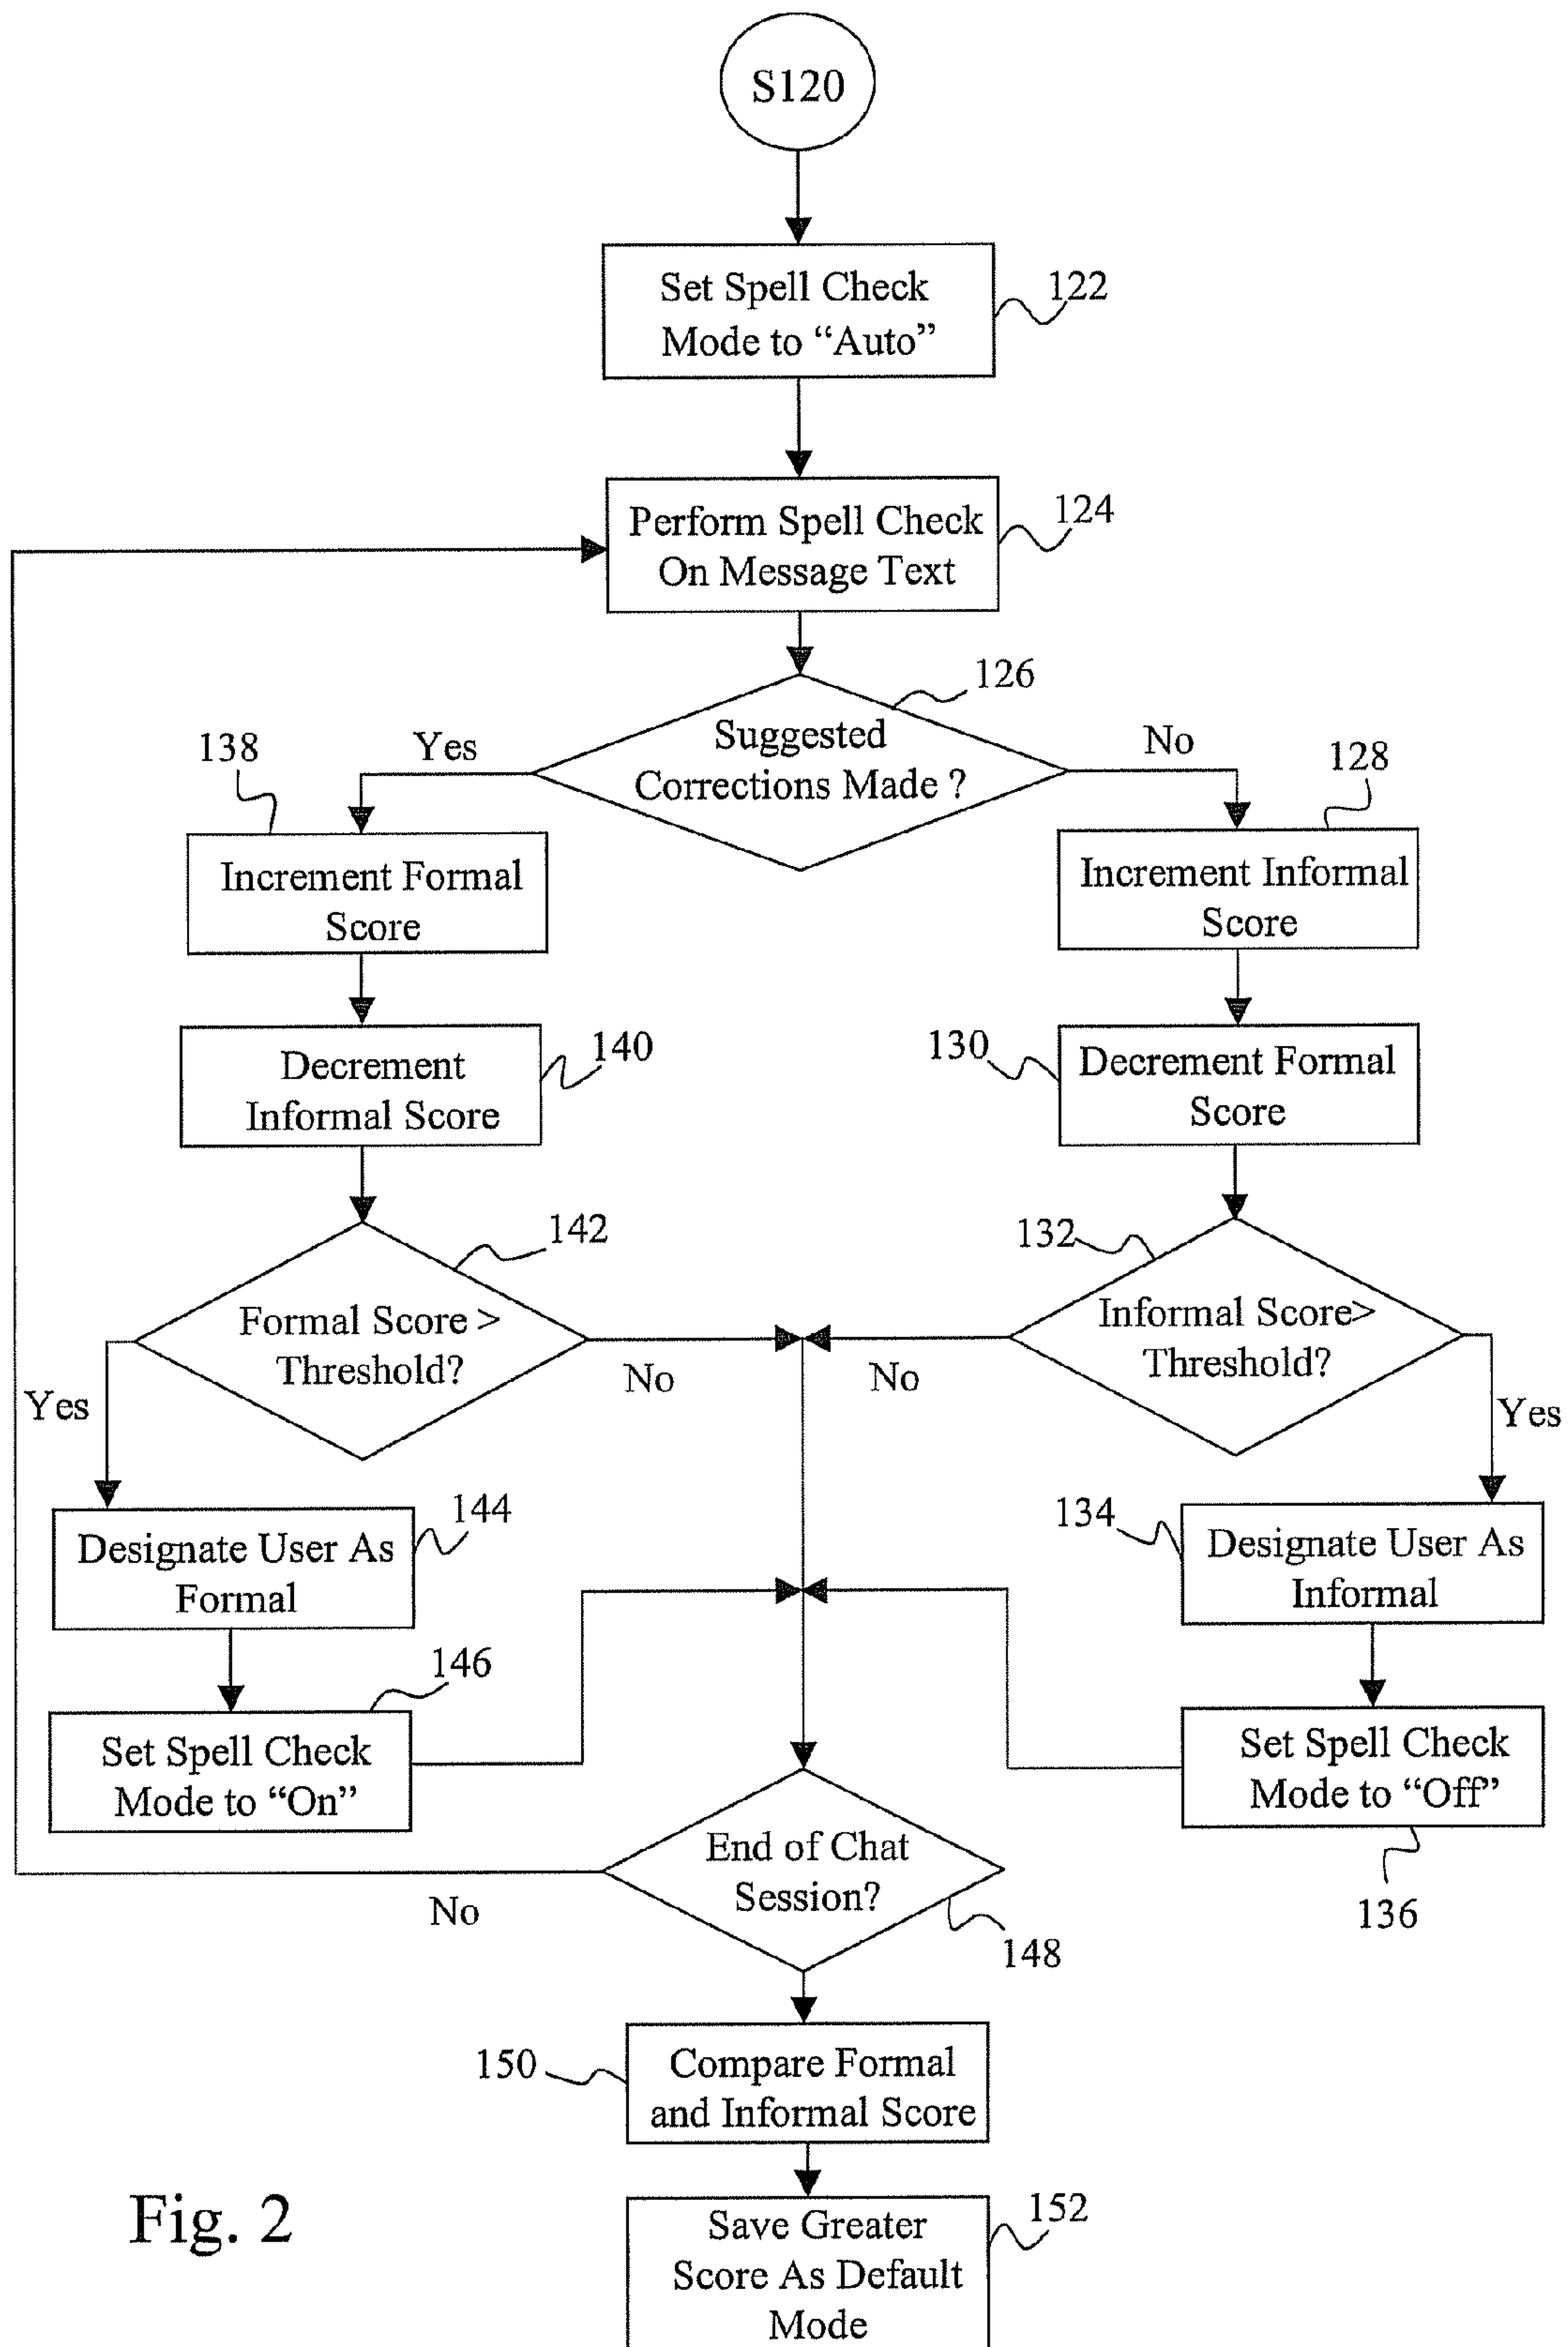 S120
Set Spell Check
Mode to “Auto”
122
Perform Spell Check
On Message Text
124
126
Suggested
Corrections Made ?
Yes
No
138
128
Increment Formal
Score
Increment Informal
Score
Decrement
Informal Score
140
130
Decrement Formal
Score
142
132
Formal Score >
Threshold?
Informal Score>
Threshold?
No
No
Yes
Yes
144
134
Designate User As
Formal
Designate User As
Informal
146
Set Spell Check
Mode to “On”
Set Spell Check
Mode to “Off”
136
End of Chat
Session?
No
148
150
Compare Formal
and Informal Score
Fig. 2
152
Save Greater
Score As Default
Mode